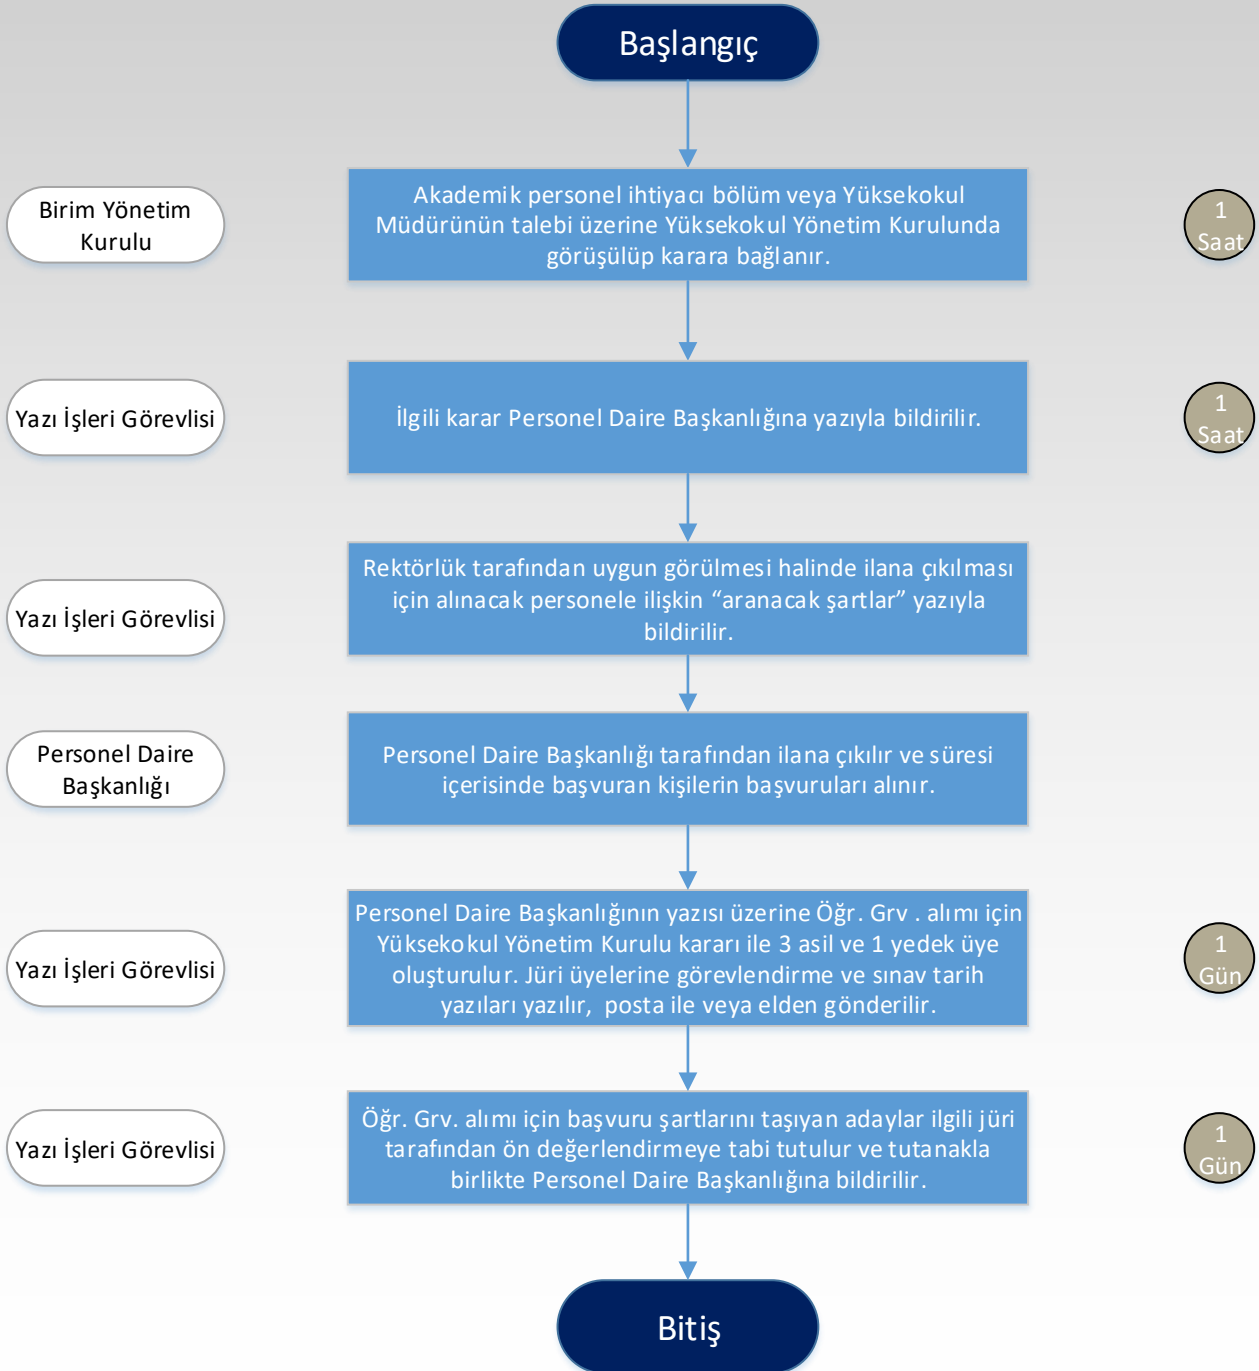 Başlangıç
Birim Yönetim
Kurulu
Akademik personel ihtiyacı bölüm veya Yüksekokul
Müdürünün talebi üzerine Yüksekokul Yönetim Kurulunda
görüşülüp karara bağlanır.
1
Saat
Yazı İşleri Görevlisi
İlgili karar Personel Daire Başkanlığına yazıyla bildirilir.
1
Saat
Yazı İşleri Görevlisi
Rektörlük tarafından uygun görülmesi halinde ilana çıkılması
için alınacak personele ilişkin “aranacak şartlar” yazıyla
bildirilir.
Personel Daire
Başkanlığı
Personel Daire Başkanlığı tarafından ilana çıkılır ve süresi
içerisinde başvuran kişilerin başvuruları alınır.
Yazı İşleri Görevlisi
Personel Daire Başkanlığının yazısı üzerine Öğr. Grv . alımı için
Yüksekokul Yönetim Kurulu kararı ile 3 asil ve 1 yedek üye
oluşturulur. Jüri üyelerine görevlendirme ve sınav tarih
yazıları yazılır, posta ile veya elden gönderilir.
1
Gün
Yazı İşleri Görevlisi
Öğr. Grv. alımı için başvuru şartlarını taşıyan adaylar ilgili jüri
tarafından ön değerlendirmeye tabi tutulur ve tutanakla
birlikte Personel Daire Başkanlığına bildirilir.
1
Gün
Bitiş